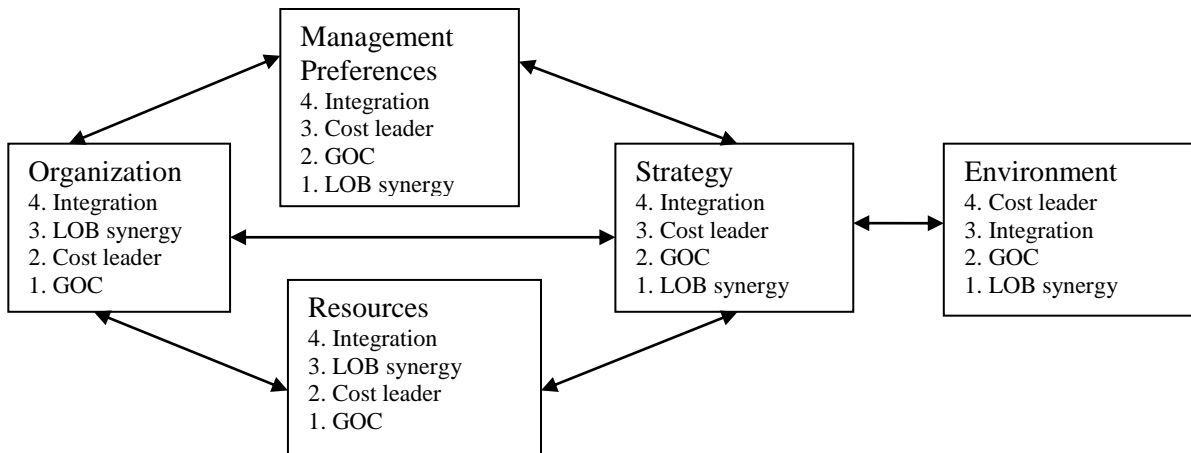 Management
Preferences
4. Integration
3. Cost leader
2. GOC
1. LOB synergy
Organization
4. Integration
3. LOB synergy
2. Cost leader
1. GOC
Strategy
4. Integration
3. Cost leader
2. GOC
1. LOB synergy
Environment
4. Cost leader
3. Integration
2. GOC
1. LOB synergy
Resources
4. Integration
3. LOB synergy
2. Cost leader
1. GOC